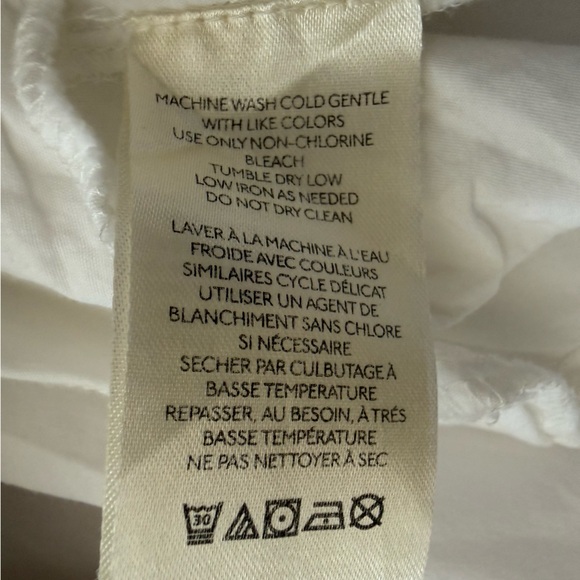 MACHINE WASH COLD GENTLE
WITH LIKE COLORS
USE ONLY NON-CHLORINE
BLEACH
TUMBLE DRY LOW
LOW IRON AS NEEDED
DO NOT DRY CLEAN
LAVER À LA MACHINE À L'EAU
FROIDE AVEC COULEURS
SIMILAIRES CYCLE DÉLICAT
UTILISER UN AGENT DE
BLANCHIMENT SANS CHLORE
SI NÉCESSAIRE
SECHER PAR CULBUTAGE À
BASSE TEMPERATURE
REPASSER, AU BESOIN, À TRÉS
BASSE TEMPÉRATURE
NE PAS NETTOYER À SEC
30